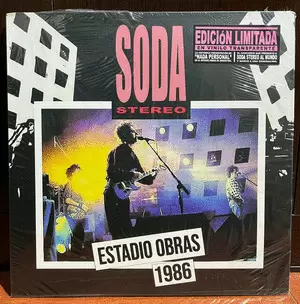 SODA
STEREO
EDICIÓN LIMITADA
EN VINILO TRANSPARENTE
"NADA PERSONAL"
SODA STEREO AL MUNDO
ESTADIO OBRAS
1986